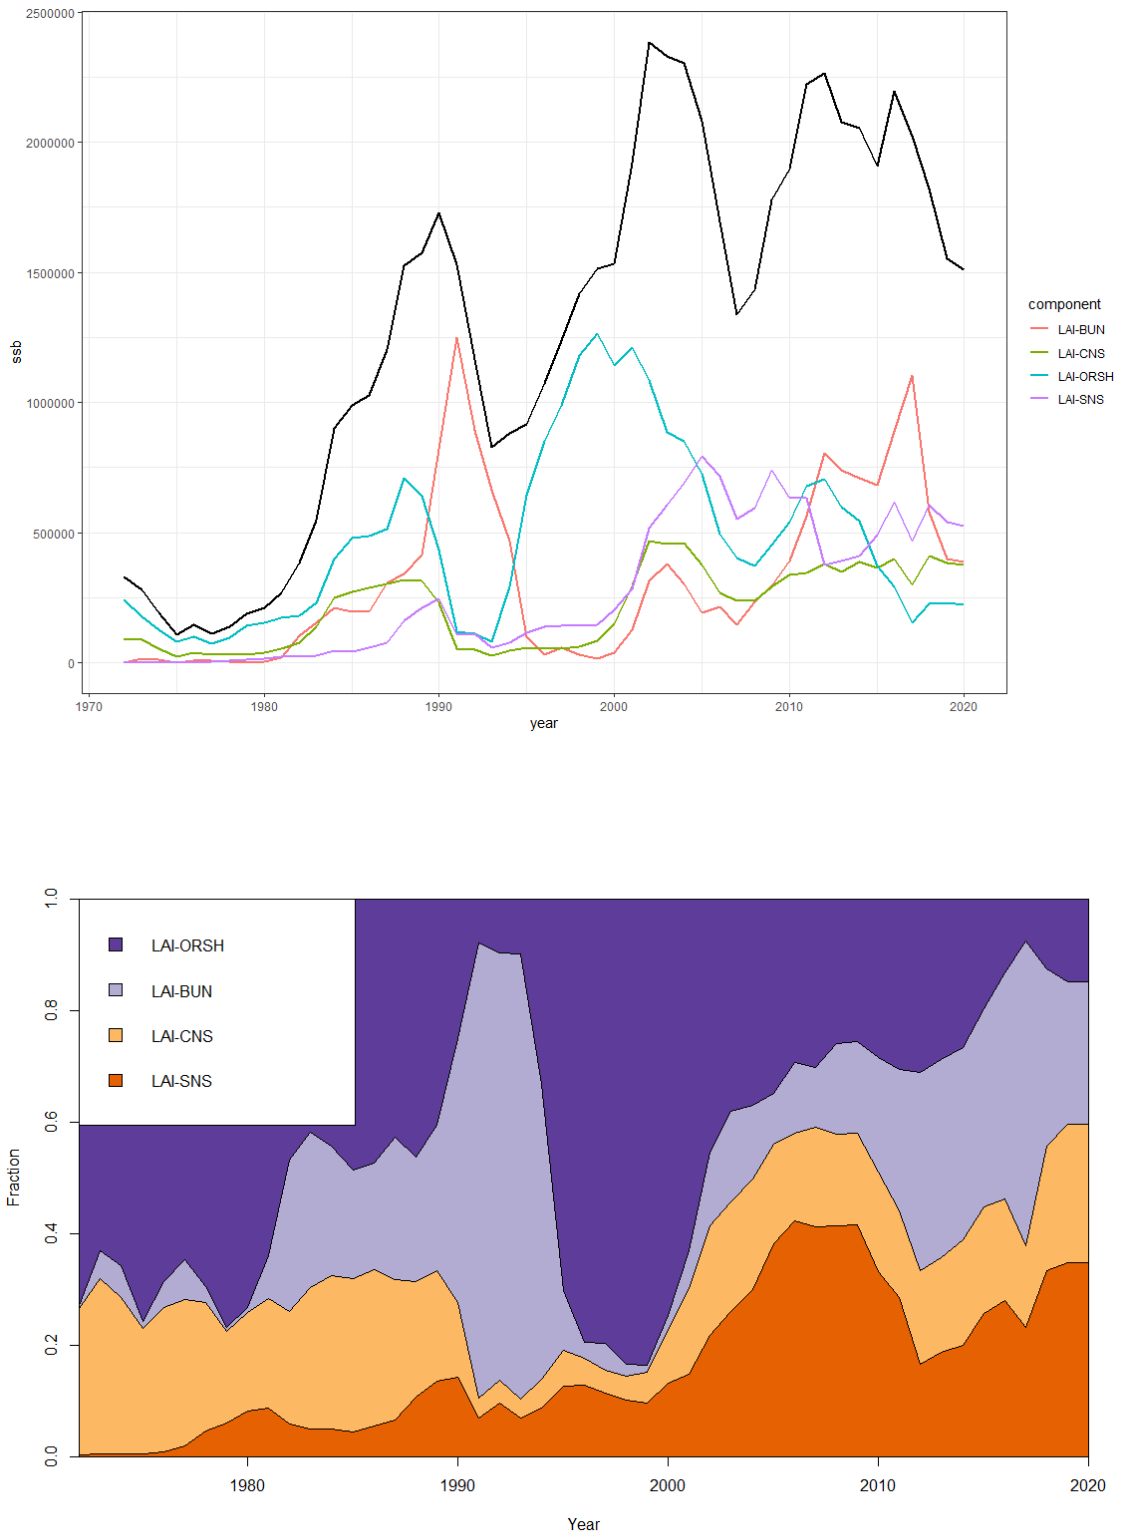 2500000
2000000
1500000
1000000
500000
0
ssb
1970 1980 1990 2000 2010 2020
year
component
LAI-BUN
LAI-CNS
LAI-ORSH
LAI-SNS
1.0
0.8
0.6
0.4
0.2
0.0
Fraction
LAI-ORSH
LAI-BUN
LAI-CNS
LAI-SNS
1980 1990 2000 2010 2020
Year